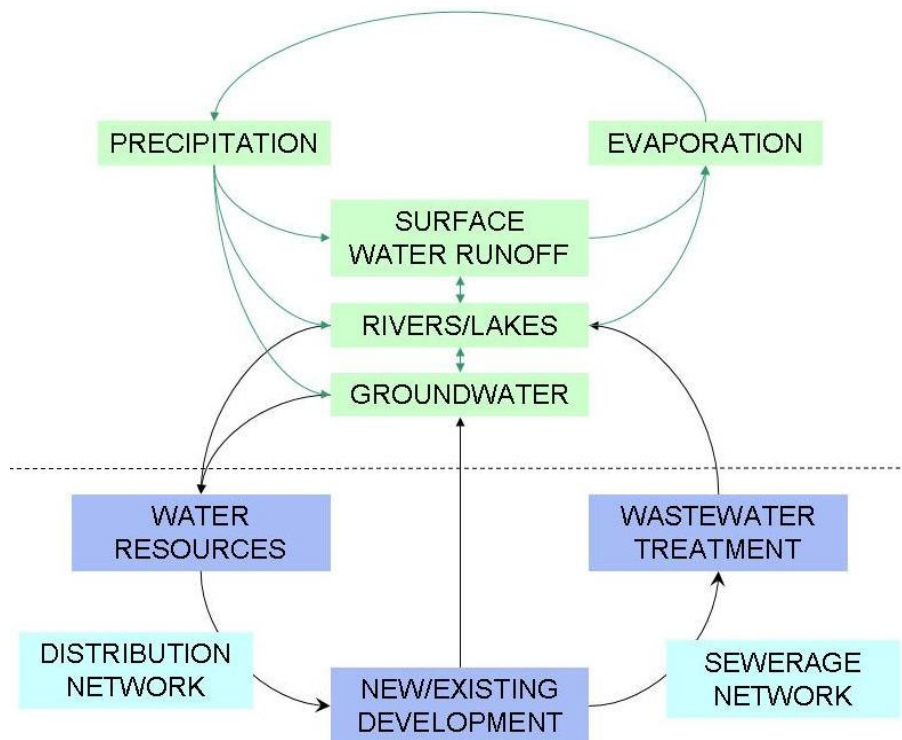 PRECIPITATION
EVAPORATION
SURFACE
WATER RUNOFF
RIVERS/LAKES
GROUNDWATER
WATER
RESOURCES
WASTEWATER
TREATMENT
DISTRIBUTION
NETWORK
NEW/EXISTING
DEVELOPMENT
SEWERAGE
NETWORK